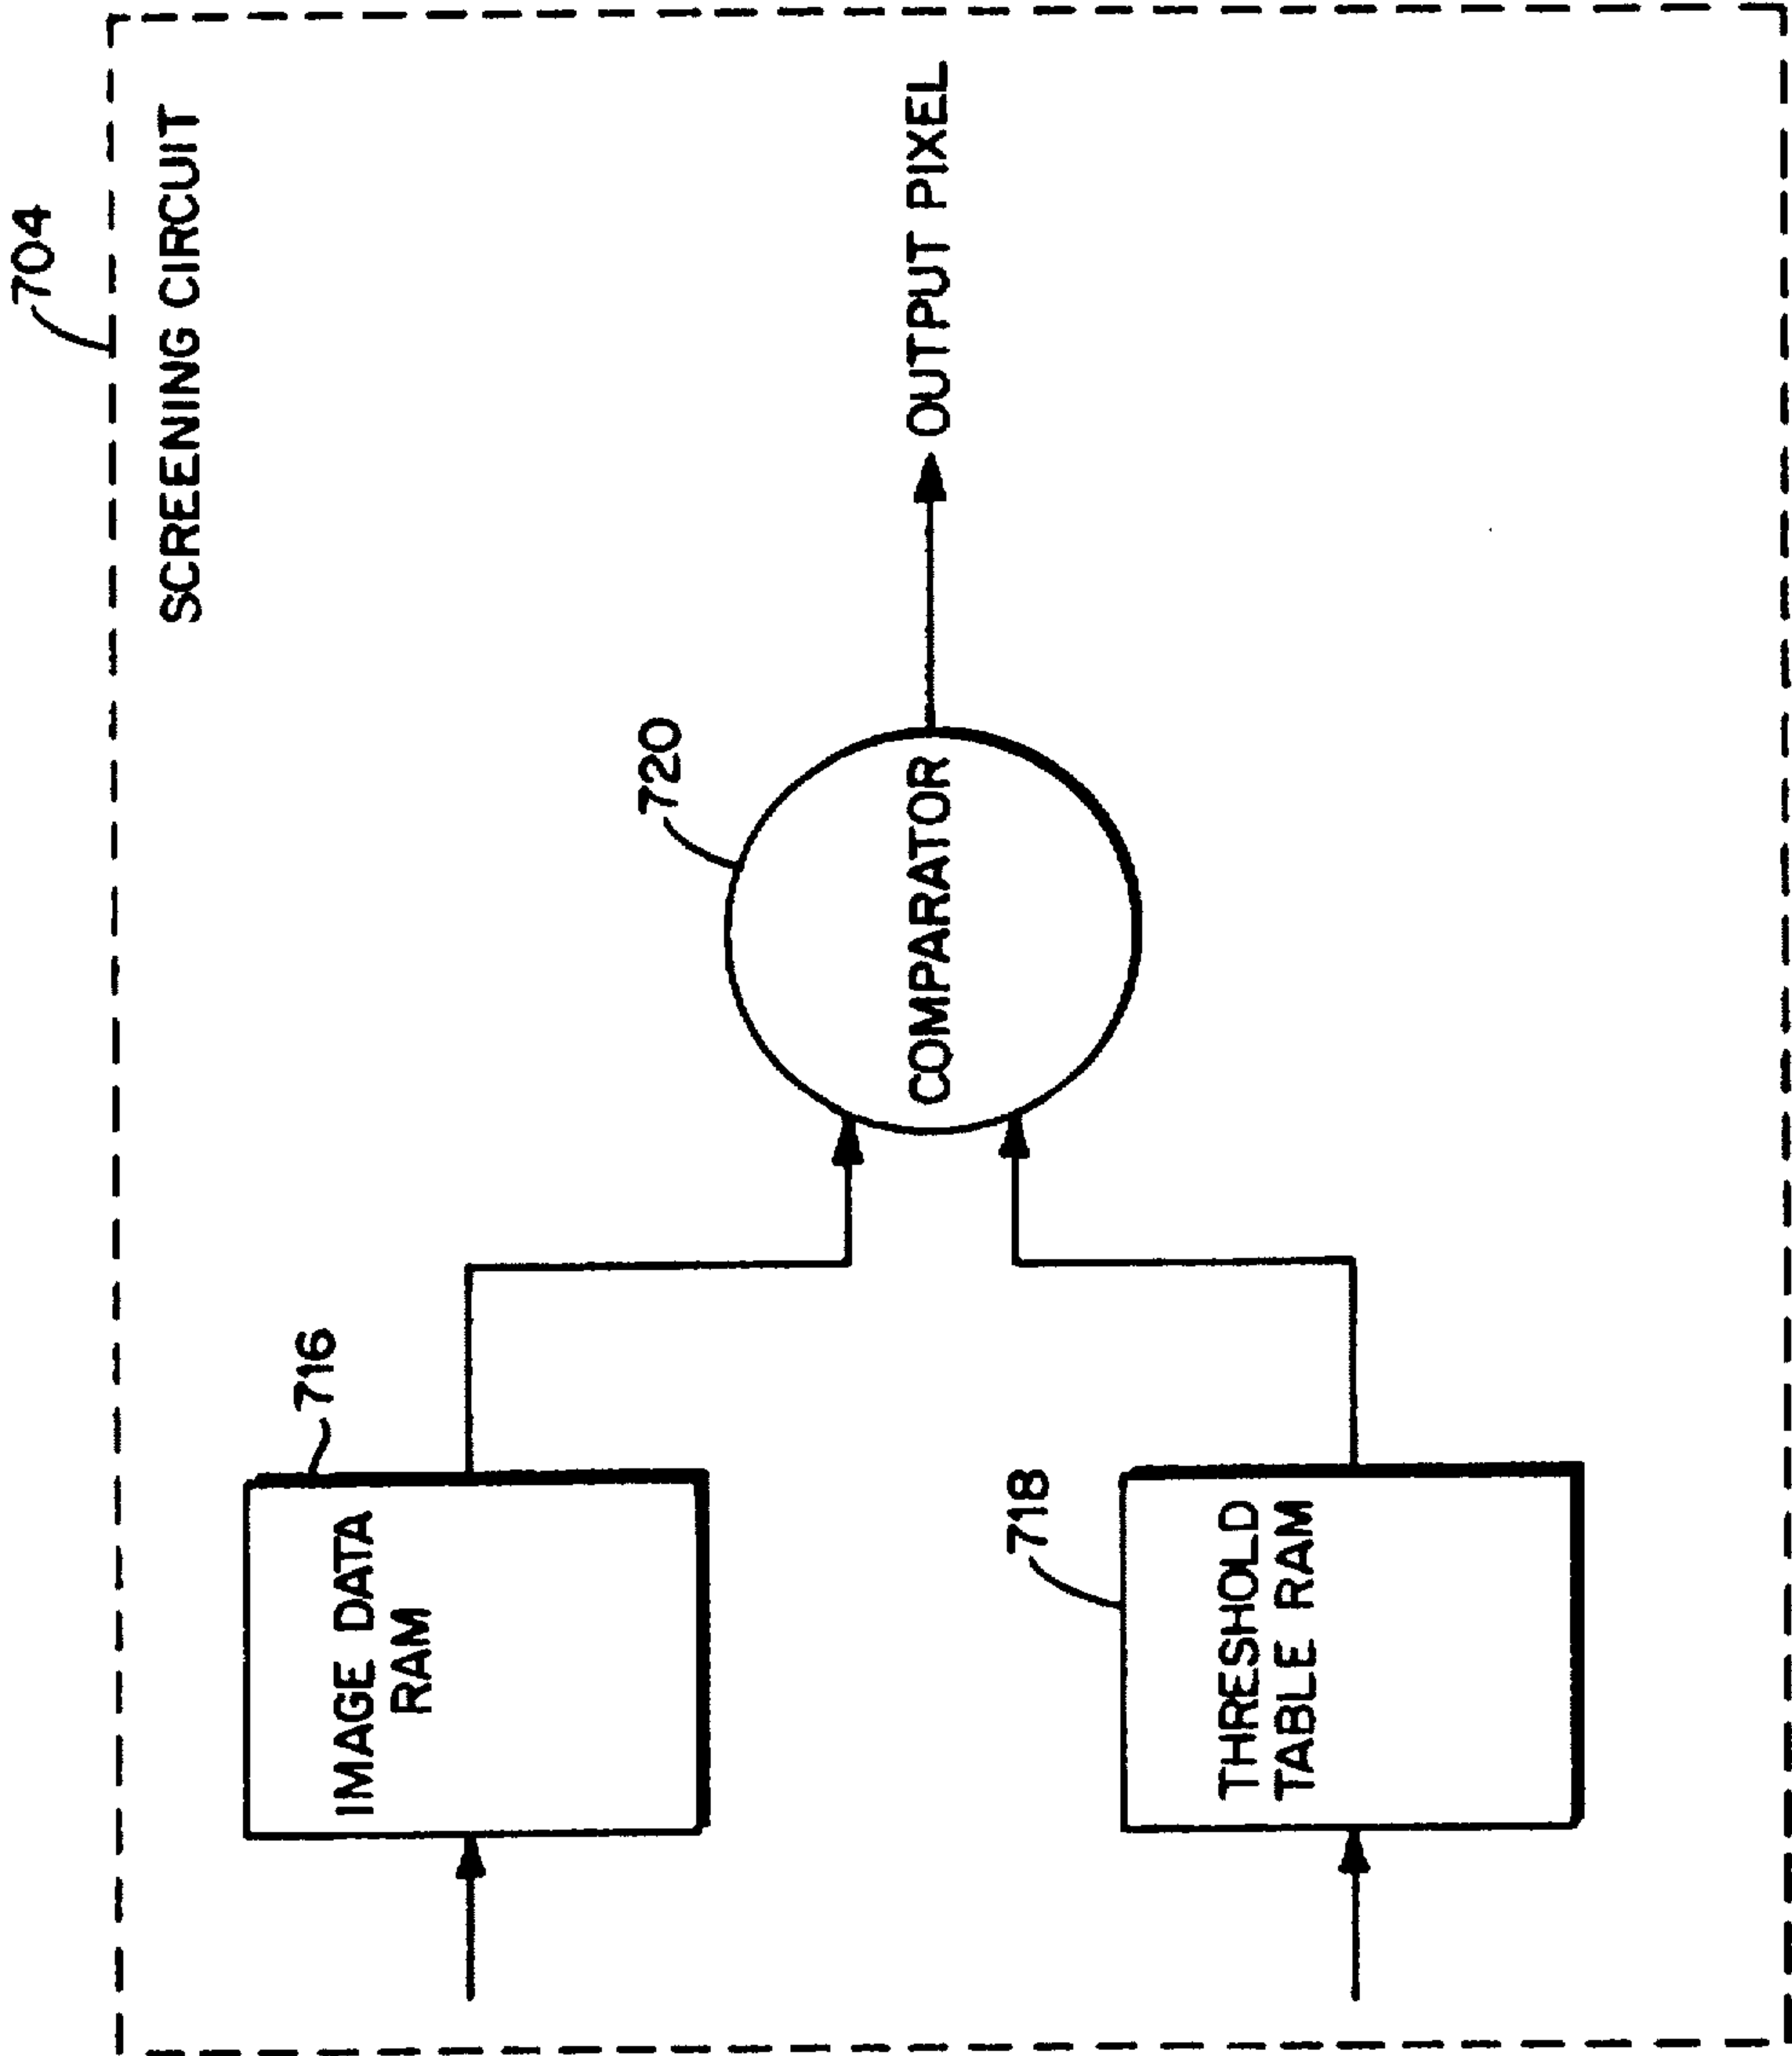 704
SCREENING CIRCUIT
716
IMAGE DATA
RAM
720
COMPARATOR
OUTPUT PIXEL
718
THRESHOLD
TABLE RAM